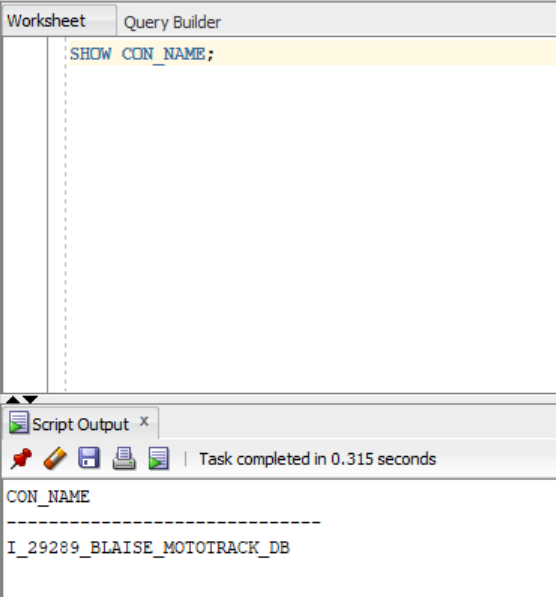 Worksheet Query Builder
SHOW CON_NAME;
Script Output x
| Task completed in 0.315 seconds
CON_NAME
------------------------------
I_29289_BLAISE_MOTOTRACK_DB